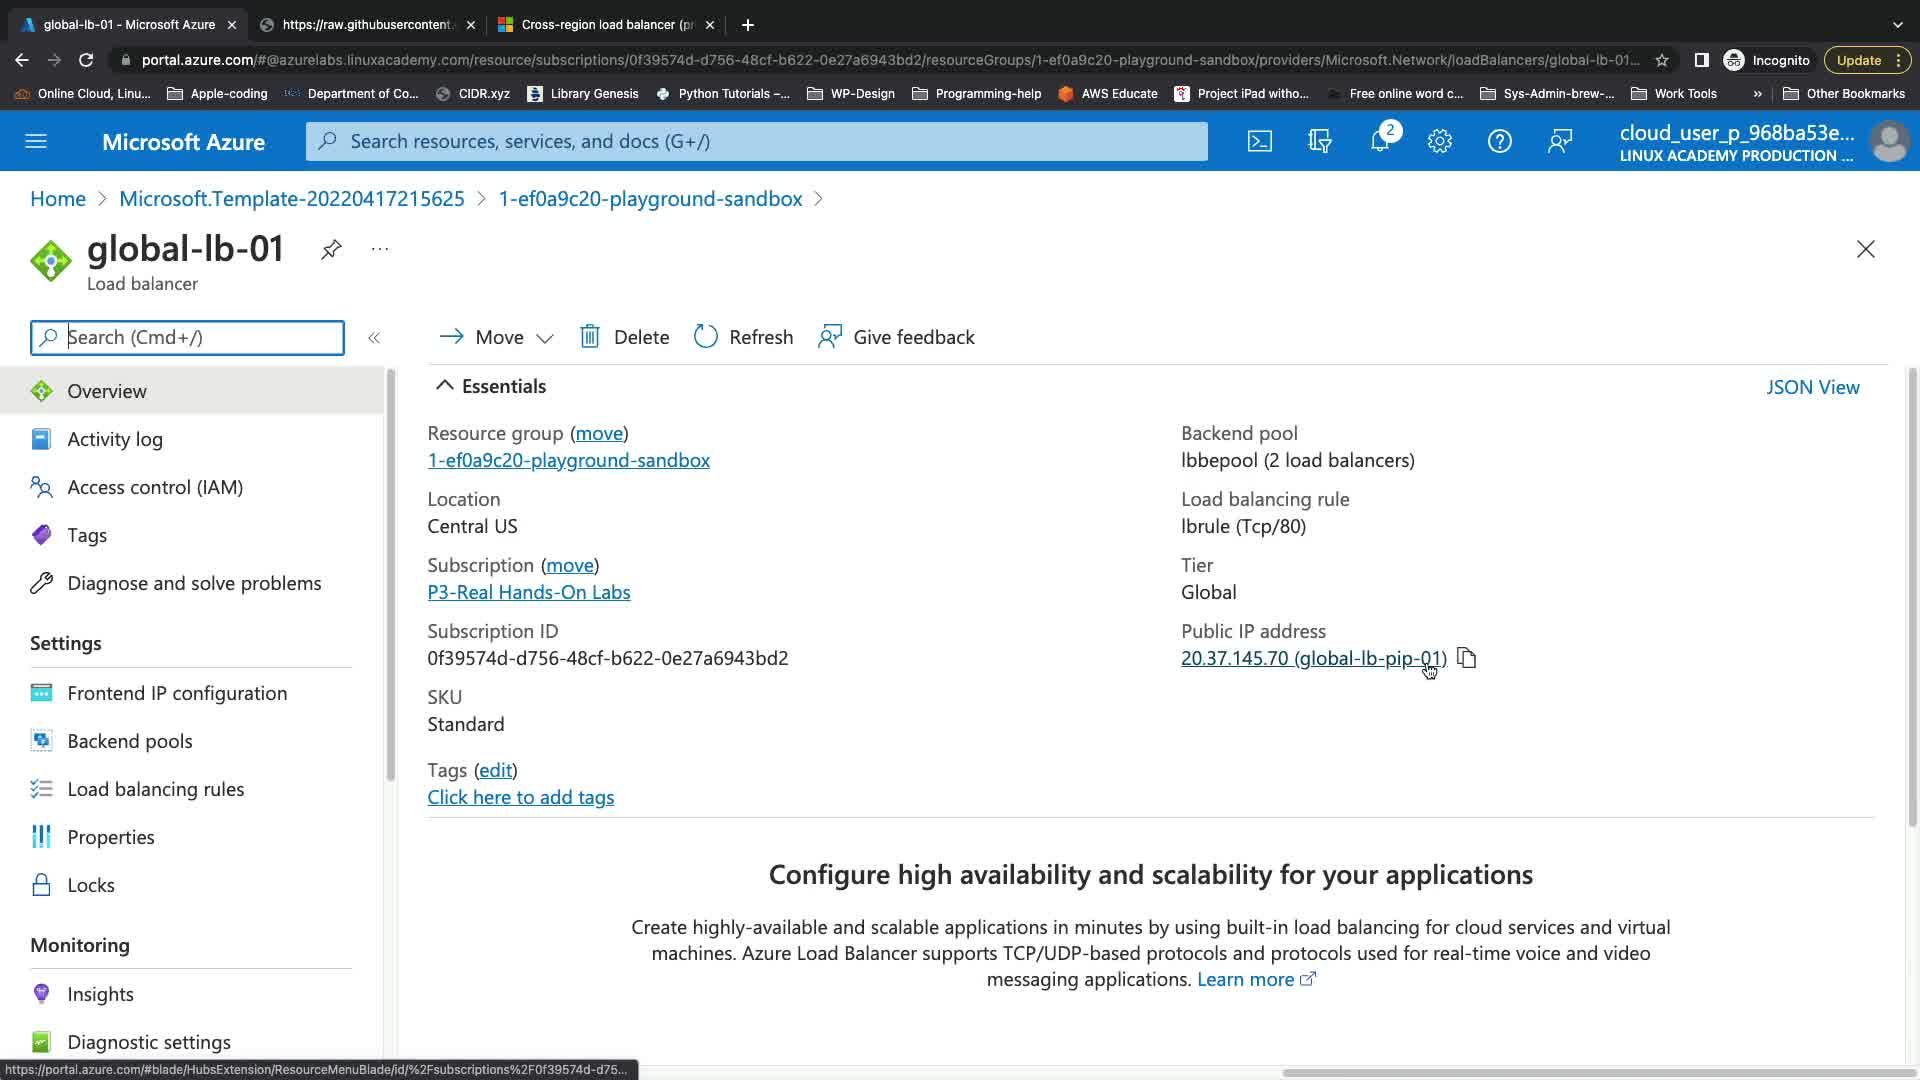 global-lb-01 - Microsoft Azure
https://raw.githubusercontent.
Cross-region load balancer (pr
portal.azure.com/#@azurelabs.linuxacademy.com/resource/subscriptions/0f39574d-d756-48cf-b622-0e27a6943bd2/resourceGroups/1-ef0a9c20-playground-sandbox/providers/Microsoft.Network/loadBalancers/global-lb-01...
Incognito
Update
Online Cloud, Linu...
Apple-coding
Department of Co...
CIDR.xyz
Library Genesis
Python Tutorials –...
WP-Design
Programming-help
AWS Educate
Project iPad witho...
Free online word c...
Sys-Admin-brew-...
Work Tools
»
Other Bookmarks
Microsoft Azure
Search resources, services, and docs (G+/)
2
cloud_user_p_968ba53e...
LINUX ACADEMY PRODUCTION ...
Home > Microsoft.Template-20220417215625 > 1-ef0a9c20-playground-sandbox >
global-lb-01
...
Load balancer
Search (Cmd+/)
«
Move
Delete
Refresh
Give feedback
Overview
Activity log
Access control (IAM)
Tags
Diagnose and solve problems
Settings
Frontend IP configuration
Backend pools
Load balancing rules
Properties
Locks
Monitoring
Insights
Diagnostic settings
Essentials
JSON View
Resource group (move)
1-ef0a9c20-playground-sandbox
Location
Central US
Subscription (move)
P3-Real Hands-On Labs
Subscription ID
0f39574d-d756-48cf-b622-0e27a6943bd2
SKU
Standard
Tags (edit)
Click here to add tags
Backend pool
lbbepool (2 load balancers)
Load balancing rule
lbrule (Tcp/80)
Tier
Global
Public IP address
20.37.145.70 (global-lb-pip-01)
Configure high availability and scalability for your applications
Create highly-available and scalable applications in minutes by using built-in load balancing for cloud services and virtual
machines. Azure Load Balancer supports TCP/UDP-based protocols and protocols used for real-time voice and video
messaging applications. Learn more
https://portal.azure.com/#blade/HubsExtension/ResourceMenuBlade/id/%2Fsubscriptions%2F0f39574d-d75...